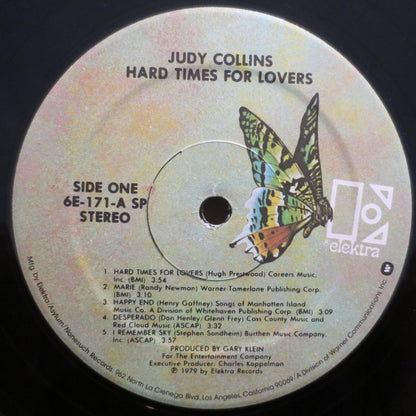 JUDY COLLINS
HARD TIMES FOR LOVERS
SIDE ONE
6E-171-A SP
STEREO
elektra
1. HARD TIMES FOR LOVERS (Hugh Prestwood) Careers Music,
Inc. (BMI) 3:54
2. MARIE (Randy Newman) Warner-Tamerlane Publishing Corp.
(BMI) 3:10
3. HAPPY END (Henry Gaffney) Songs of Manhatten Island
Music Co. A Division of Whitehaven Publishing Corp. (BMI) 3:09
4. DESPERADO (Don Henley/Glenn Frey) Cass County Music and
Red Cloud Music (ASCAP) 3:32
5. I REMEMBER SKY (Stephen Sondheim) Burthen Music Company,
Inc. (ASCAP) 3:57
PRODUCED BY GARY KLEIN
For The Entertainment Company
Executive Producer: Charles Koppelman
℗ 1979 by Elektra Records
Mfg. by Elektra/Asylum/Nonesuch Records, 962 North La Cienega Blvd., Los Angeles, California 90069/A Division of Warner Communications Inc.